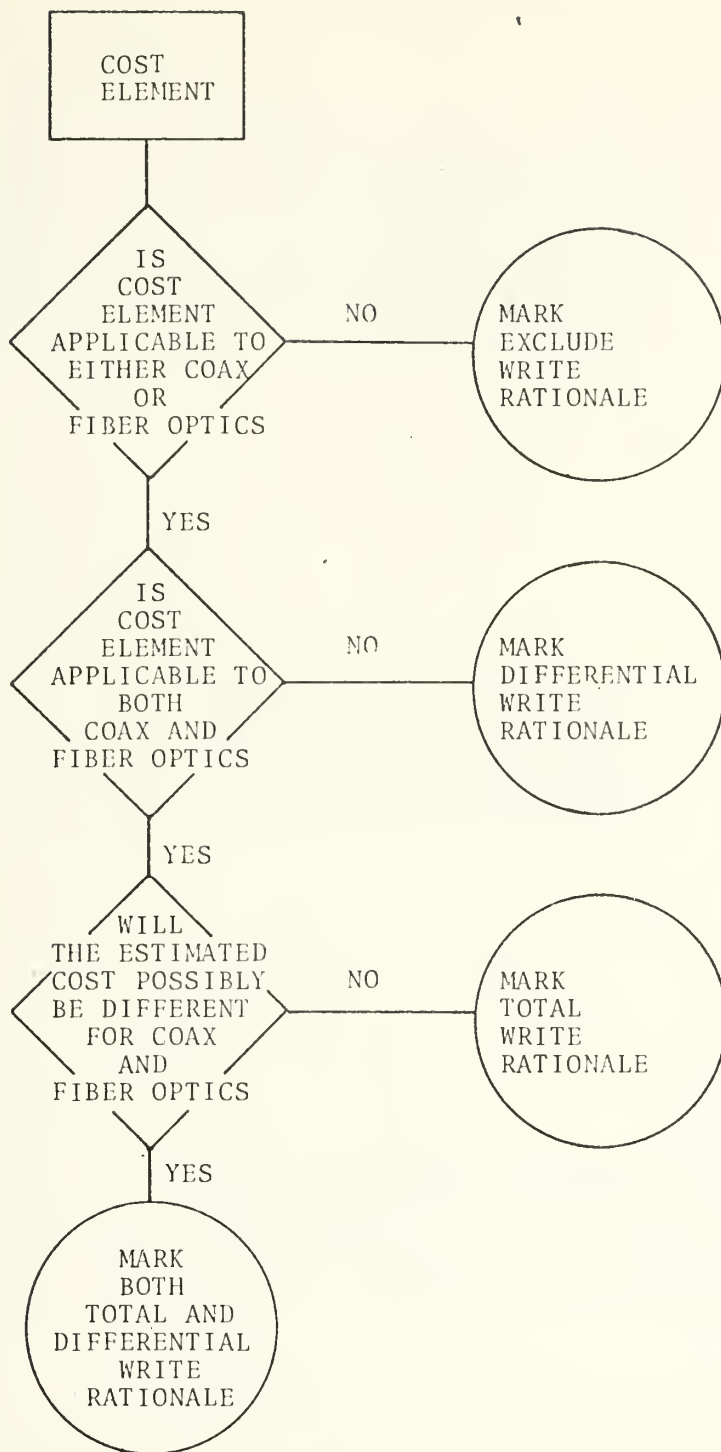 COST
ELEMENT
IS
COST
ELEMENT
APPLICABLE TO
EITHER COAX
OR
FIBER OPTICS
NO
MARK
EXCLUDE
WRITE
RATIONALE
YES
IS
COST
ELEMENT
APPLICABLE TO
BOTH
COAX AND
FIBER OPTICS
NO
MARK
DIFFERENTIAL
WRITE
RATIONALE
YES
WILL
THE ESTIMATED
COST POSSIBLY
BE DIFFERENT
FOR COAX
AND
FIBER OPTICS
NO
MARK
TOTAL
WRITE
RATIONALE
YES
MARK
BOTH
TOTAL AND
DIFFERENTIAL
WRITE
RATIONALE